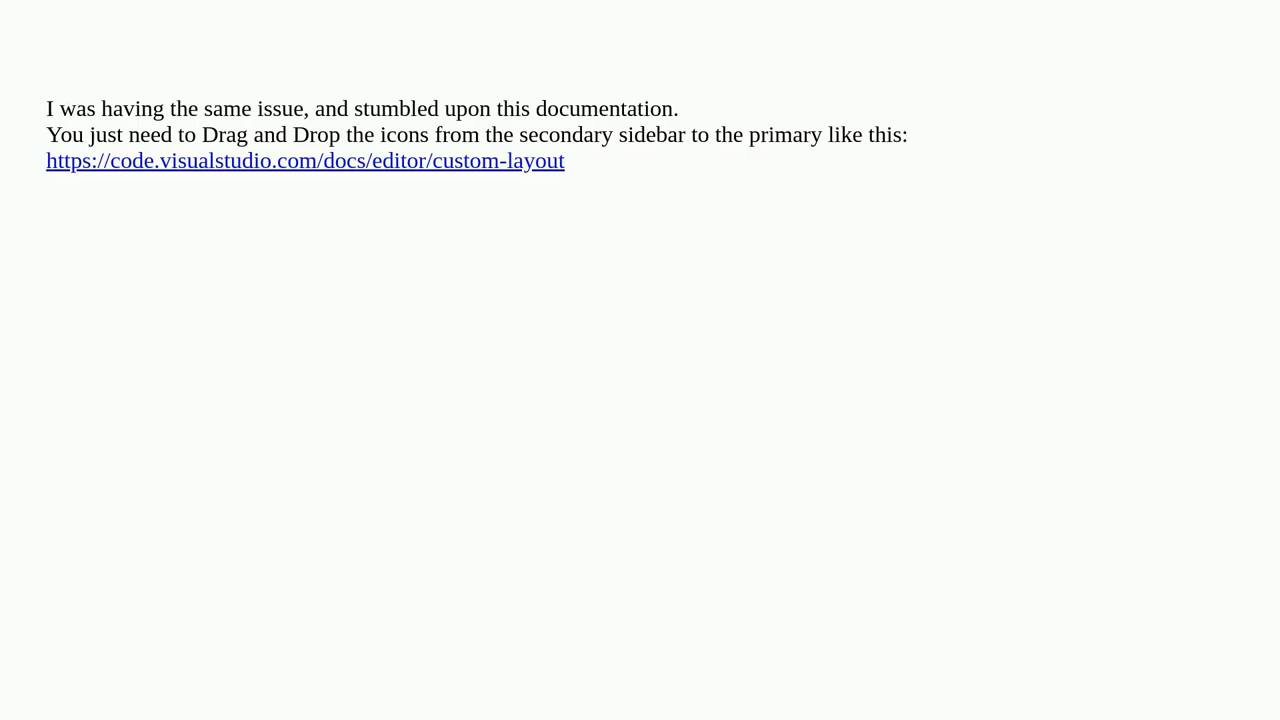 I was having the same issue, and stumbled upon this documentation.
You just need to Drag and Drop the icons from the secondary sidebar to the primary like this:
https://code.visualstudio.com/docs/editor/custom-layout